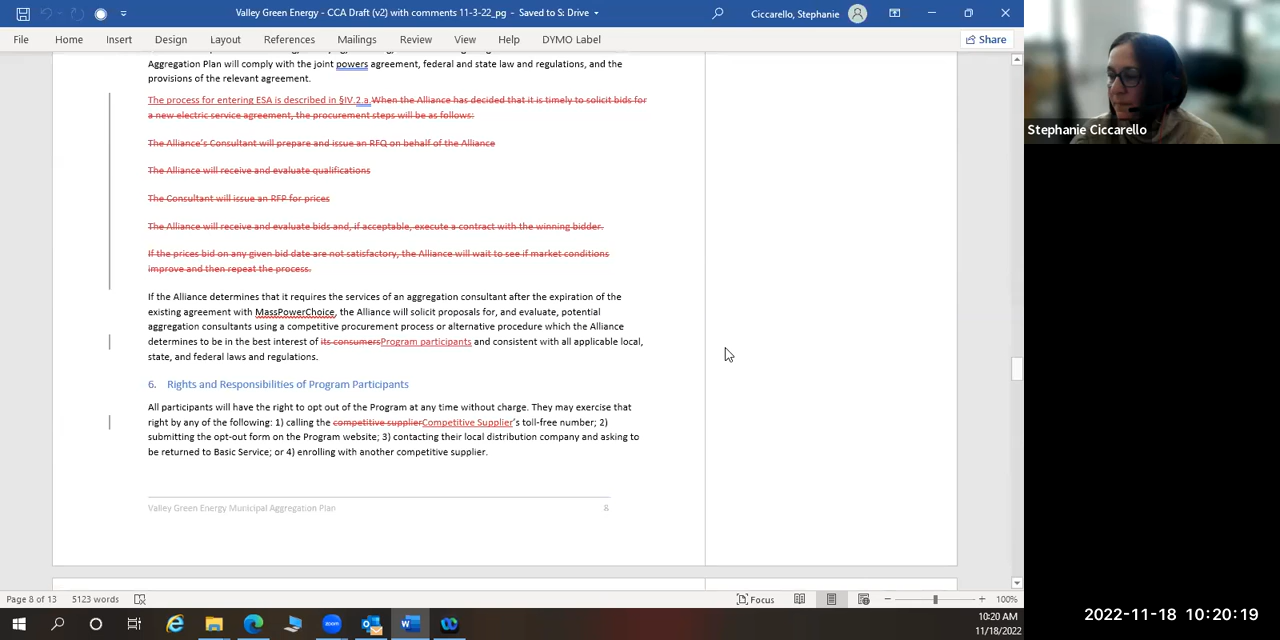 Valley Green Energy - CCA Draft (v2) with comments 11-3-22_pg - Saved to S: Drive
Ciccarello, Stephanie
File Home Insert Design Layout References Mailings Review View Help DYMO Label Share
Aggregation Plan will comply with the joint powers agreement, federal and state law and regulations, and the
provisions of the relevant agreement.
The process for entering ESA is described in §IV.2.a.When the Alliance has decided that it is timely to solicit bids for
a new electric service agreement, the procurement steps will be as follows:
The Alliance's Consultant will prepare and issue an RFQ on behalf of the Alliance
The Alliance will receive and evaluate qualifications
The Consultant will issue an RFP for prices
The Alliance will receive and evaluate bids and, if acceptable, execute a contract with the winning bidder.
If the prices bid on any given bid date are not satisfactory, the Alliance will wait to see if market conditions
improve and then repeat the process.
If the Alliance determines that it requires the services of an aggregation consultant after the expiration of the
existing agreement with MassPowerChoice, the Alliance will solicit proposals for, and evaluate, potential
aggregation consultants using a competitive procurement process or alternative procedure which the Alliance
determines to be in the best interest of its consumersProgram participants and consistent with all applicable local,
state, and federal laws and regulations.
6. Rights and Responsibilities of Program Participants
All participants will have the right to opt out of the Program at any time without charge. They may exercise that
right by any of the following: 1) calling the competitive supplierCompetitive Supplier's toll-free number; 2)
submitting the opt-out form on the Program website; 3) contacting their local distribution company and asking to
be returned to Basic Service; or 4) enrolling with another competitive supplier.
Valley Green Energy Municipal Aggregation Plan 8
Page 8 of 13 5123 words Focus 100%
zoom
10:20 AM
11/18/2022
Stephanie Ciccarello
2022-11-18 10:20:19